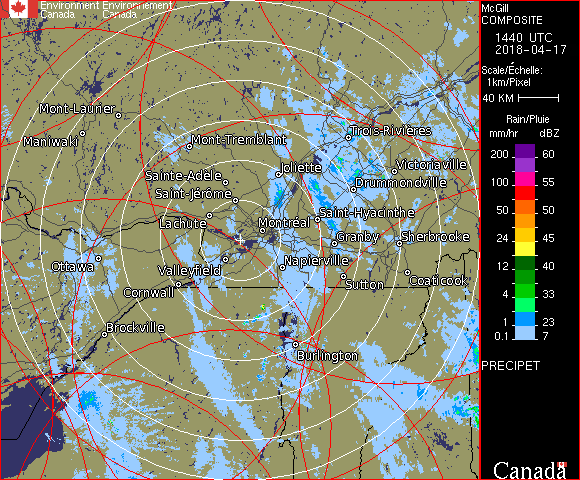 Environment Environnement
Canada Canada
McGill
COMPOSITE
1440 UTC
2018-04-17
Scale/Échelle:
1km/Pixel
40 KM
Rain/Pluie
mm/hr dBZ
200 60
100 55
50 50
24 45
12 40
4 33
1 23
0.1 7
PRECIPET
Canada
Mont-Laurier
Maniwaki
Mont-Tremblant
Trois-Rivières
Joliette
Victoriaville
Sainte-Adèle
Drummondville
Saint-Jérôme
Saint-Hyacinthe
Lachute
Montréal
Granby
Sherbrooke
Ottawa
Valleyfield
Napierville
Cornwall
Sutton
Coaticook
Brockville
Burlington